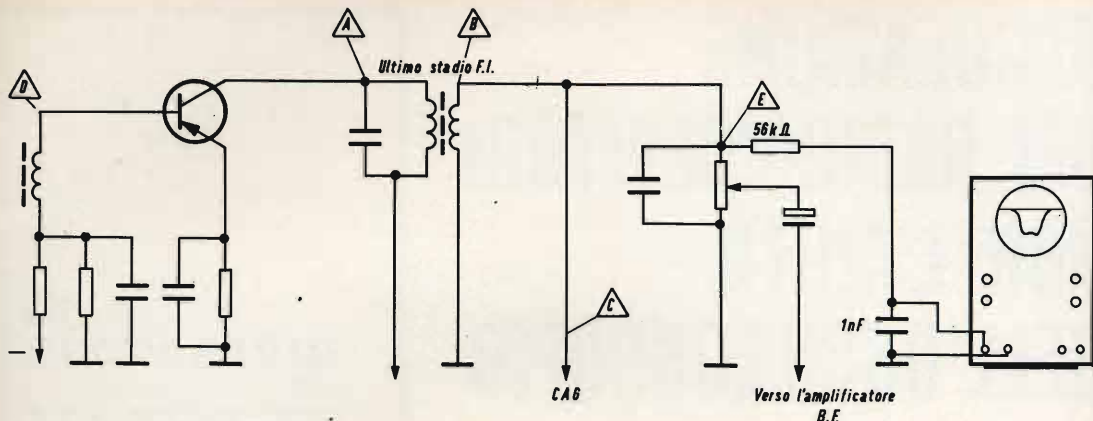 A
B
Ultimo stadio F.I.
D
E
56kΩ
C
1nF
CAG
Verso l'amplificatore
B.F.